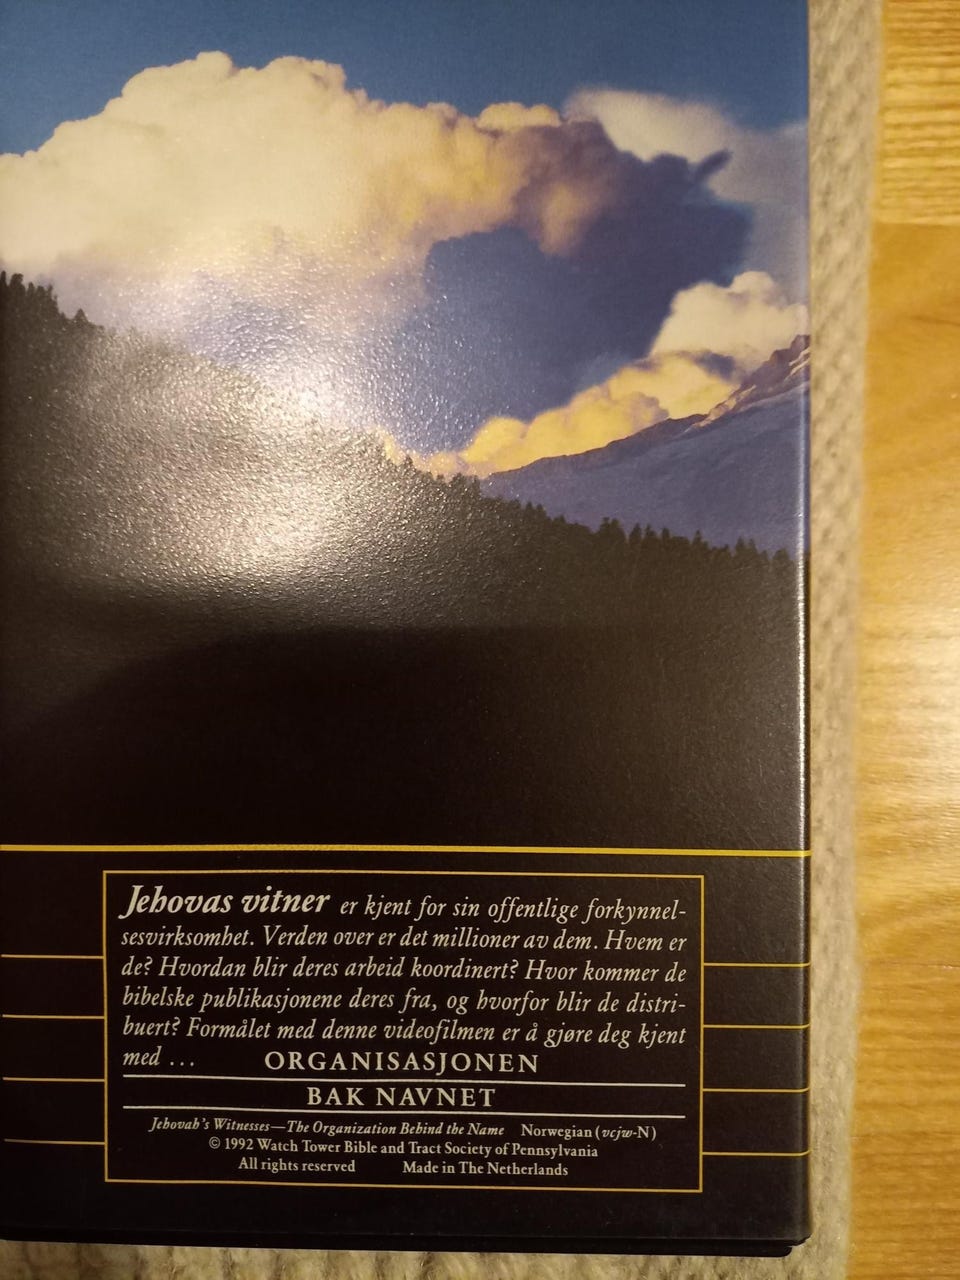 Jehovas vitner er kjent for sin offentlige forkynnel-
sesvirksomhet. Verden over er det millioner av dem. Hvem er
de? Hvordan blir deres arbeid koordinert? Hvor kommer de
bibelske publikasjonene deres fra, og hvorfor blir de distri-
buert? Formålet med denne videofilmen er å gjøre deg kjent
med ... ORGANISASJONEN
BAK NAVNET
Jehovah's Witnesses—The Organization Behind the Name Norwegian (vcjw-N)
© 1992 Watch Tower Bible and Tract Society of Pennsylvania
All rights reserved Made in The Netherlands